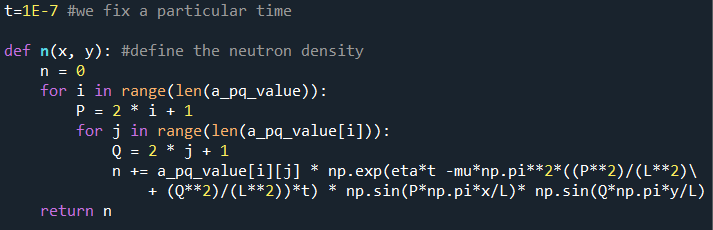 t=1E-7 #we fix a particular time

def n(x, y): #define the neutron density
    n = 0
    for i in range(len(a_pq_value)):
        P = 2 * i + 1
        for j in range(len(a_pq_value[i])):
            Q = 2 * j + 1
            n += a_pq_value[i][j] * np.exp(eta*t -mu*np.pi**2*((P**2)/(L**2)\
                + (Q**2)/(L**2))*t) * np.sin(P*np.pi*x/L)* np.sin(Q*np.pi*y/L)
    return n